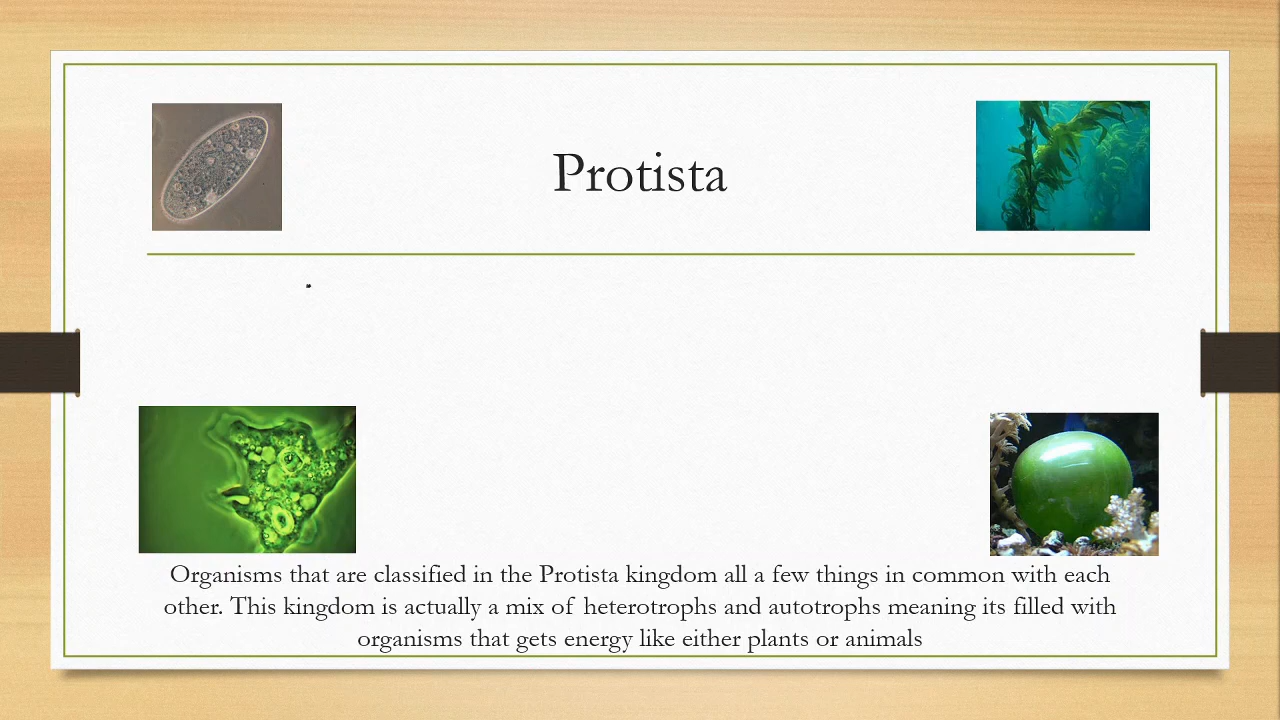 Protista
Organisms that are classified in the Protista kingdom all a few things in common with each
other. This kingdom is actually a mix of heterotrophs and autotrophs meaning its filled with
organisms that gets energy like either plants or animals